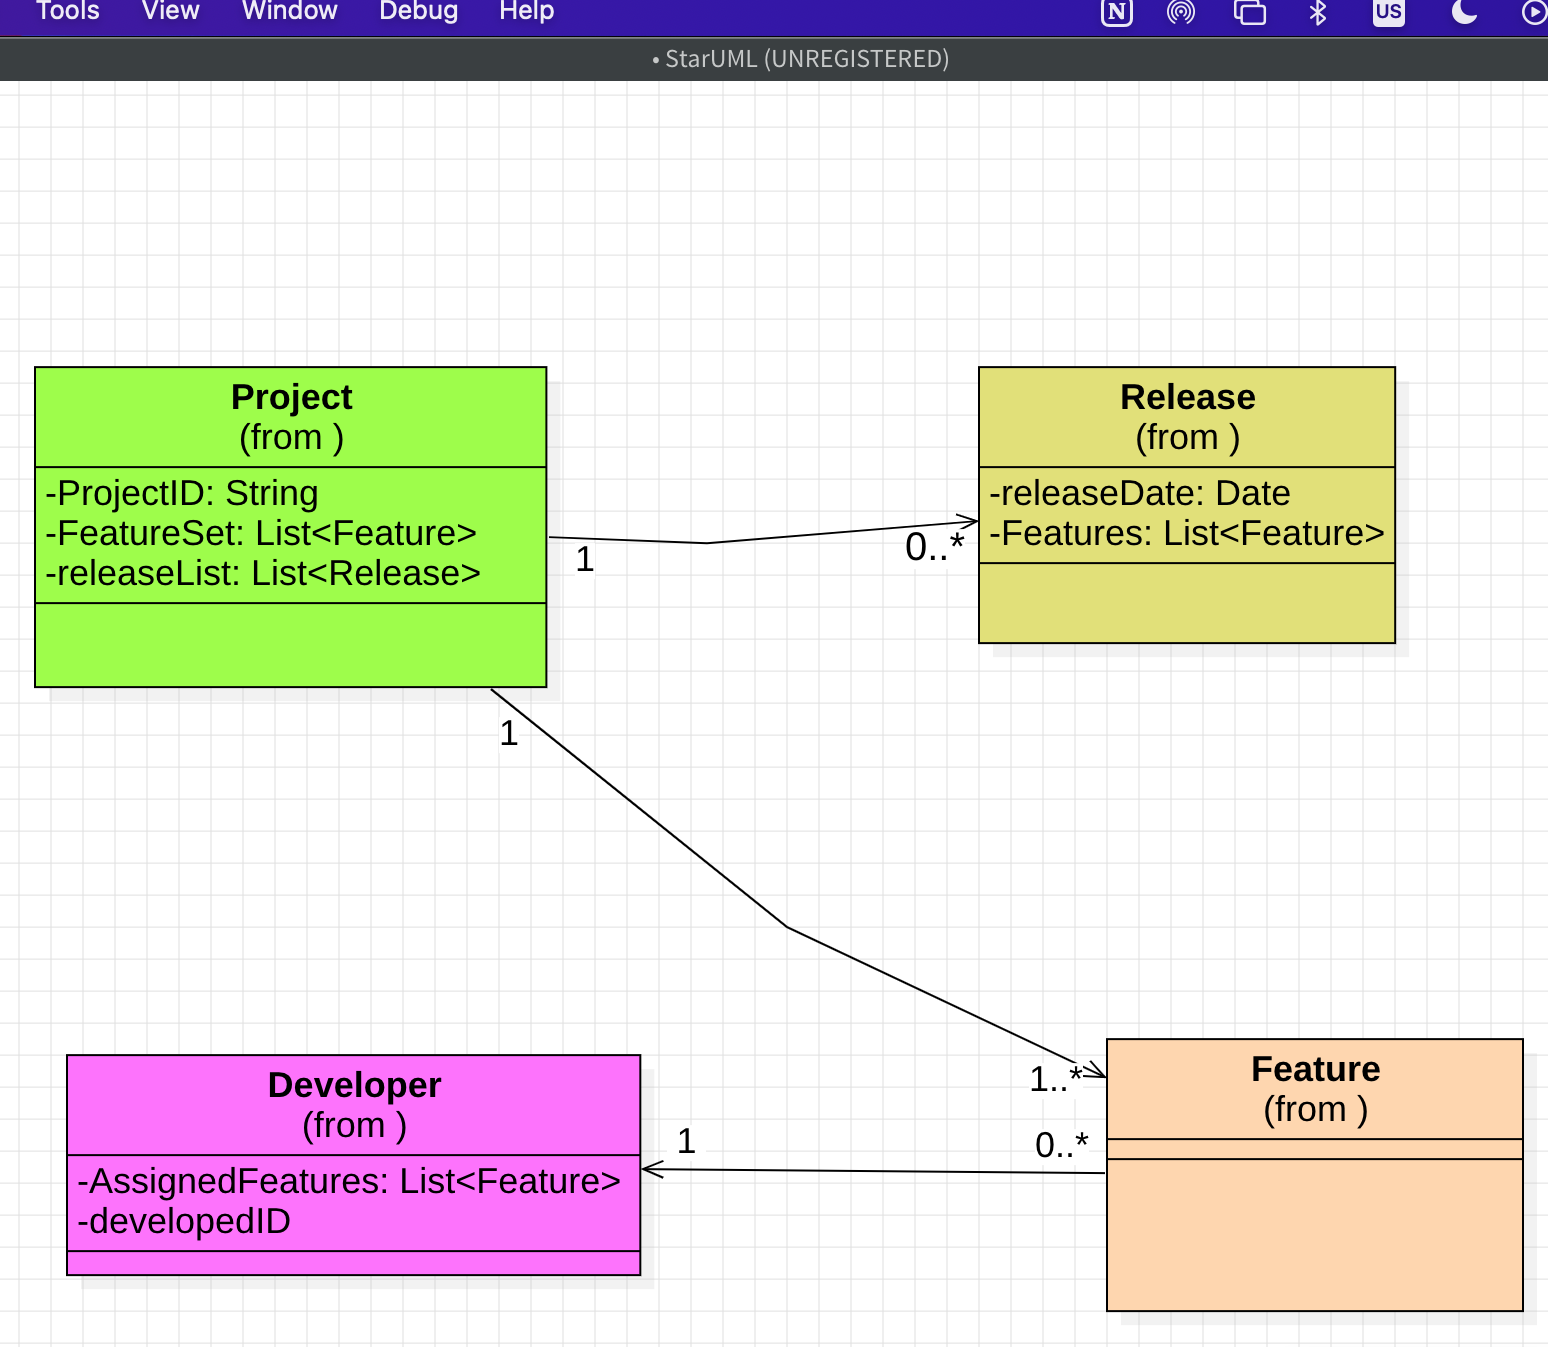 Tools View Window Debug Help N US
• StarUML (UNREGISTERED)
Project
(from )
-ProjectID: String
-FeatureSet: List<Feature>
-releaseList: List<Release>
1
0..*
Release
(from )
-releaseDate: Date
-Features: List<Feature>
1
1..*
Developer
(from )
-AssignedFeatures: List<Feature>
-developedID
1
0..*
Feature
(from )